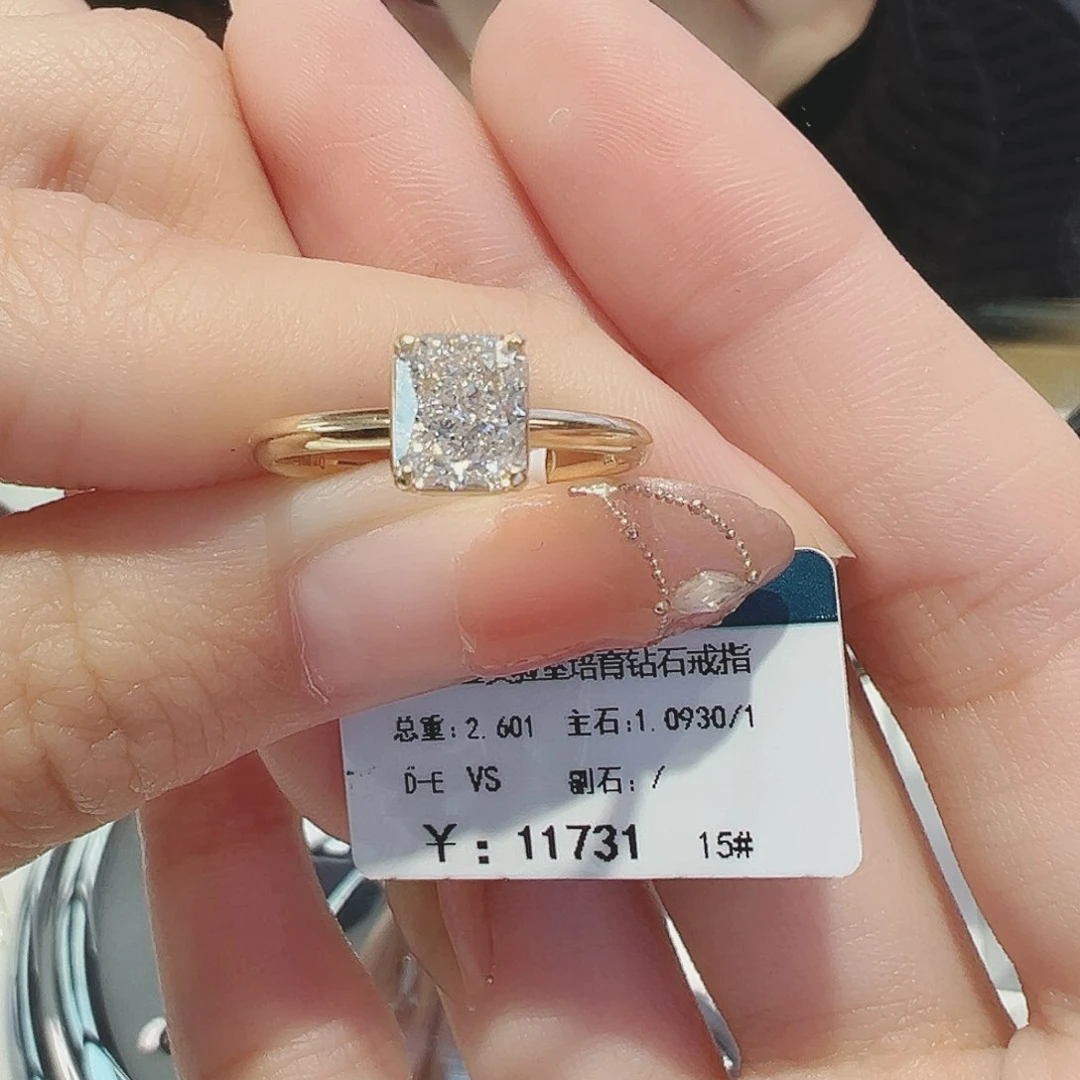 培育钻石戒指
总重:2.601 主石:1.0930/1
D-E VS 副石: /
¥: 11731 15#